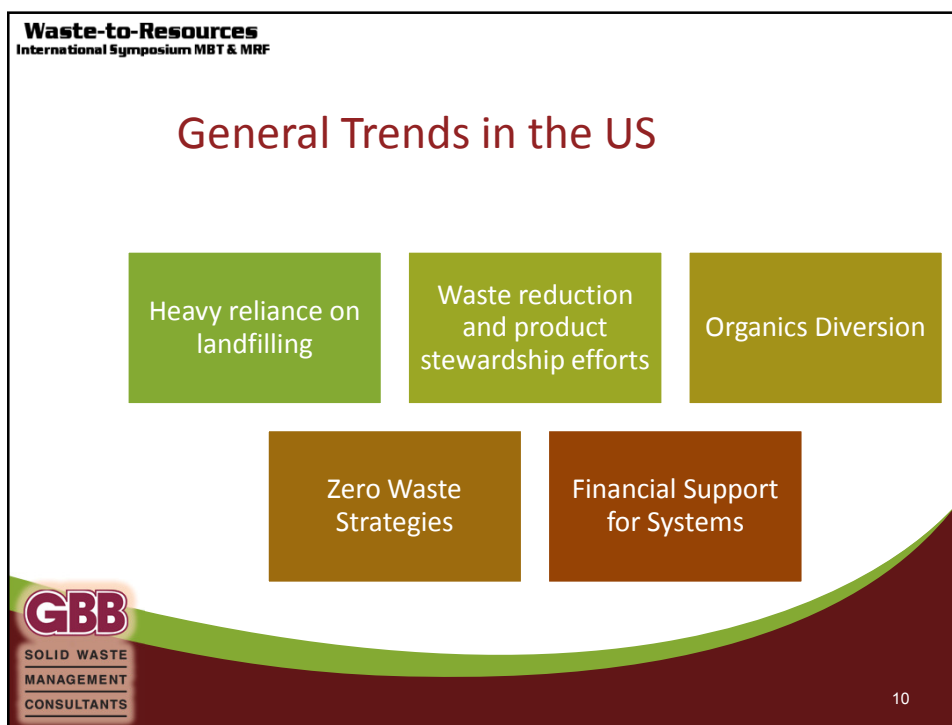 Waste-to-Resources
International Symposium MBT & MRF
General Trends in the US
Heavy reliance on
landfilling
Waste reduction
and product
stewardship efforts
Organics Diversion
Zero Waste
Strategies
Financial Support
for Systems
GBB
SOLID WASTE
MANAGEMENT
CONSULTANTS
10